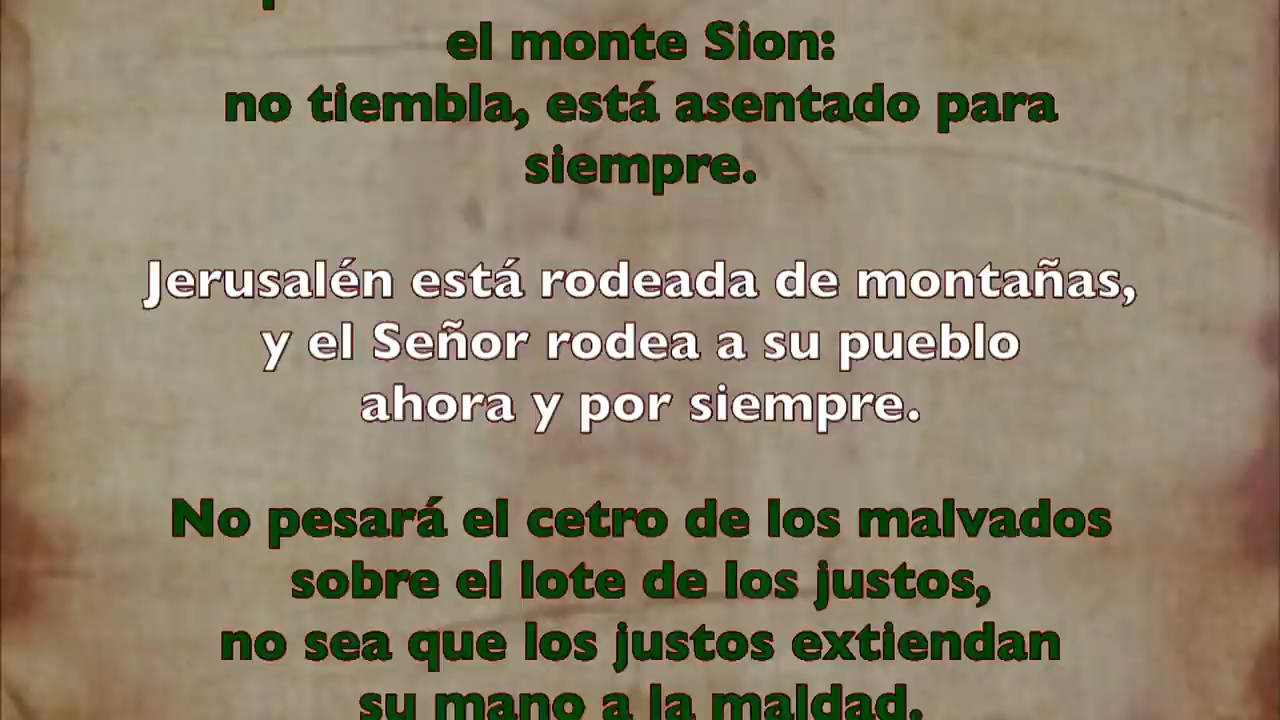 el monte Sion:
no tiembla, está asentado para
siempre.
Jerusalén está rodeada de montañas,
y el Señor rodea a su pueblo
ahora y por siempre.
No pesará el cetro de los malvados
sobre el lote de los justos,
no sea que los justos extiendan
su mano a la maldad.